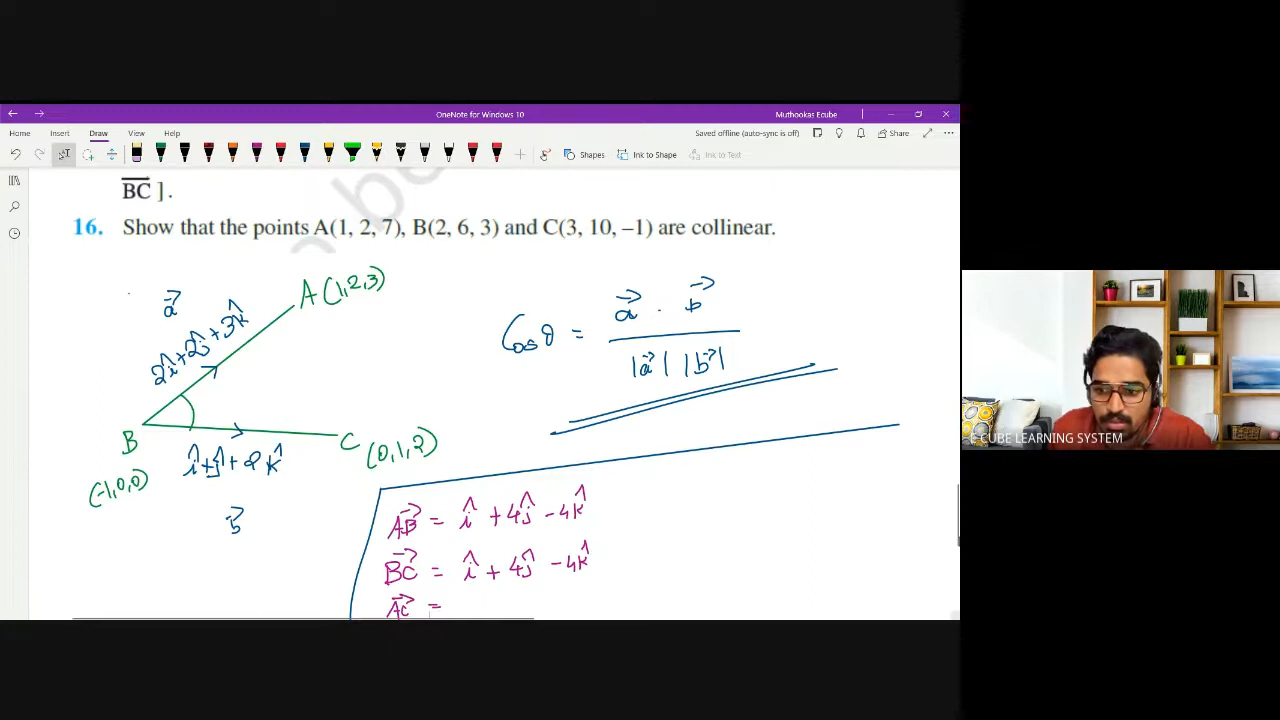 OneNote for Windows 10
Muthookas Ecube
Home Insert Draw View Help
Saved offline (auto-sync is off)
Share
Shapes
Ink to Shape
Ink to Text
BC ] .
16. Show that the points A(1, 2, 7), B(2, 6, 3) and C(3, 10, –1) are collinear.
A (1,2,3)
a⃗
2î+2ĵ+3k̂
Cos θ = a⃗ . b⃗ / |a⃗| |b⃗|
B
C (0,1,2)
(-1,0,0)
î+ĵ+2k̂
b⃗
AB⃗ = î + 4ĵ - 4k̂
BC⃗ = î + 4ĵ - 4k̂
AC⃗ =
E CUBE LEARNING SYSTEM